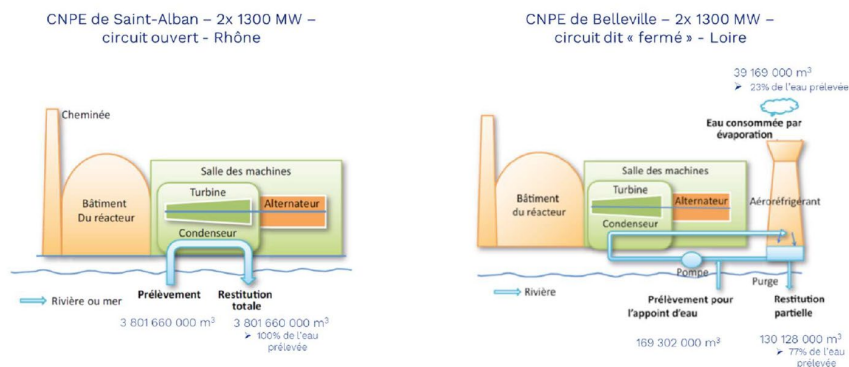 CNPE de Saint-Alban – 2x 1300 MW –
circuit ouvert - Rhône
Cheminée
Salle des machines
Turbine
Bâtiment
Du réacteur
Alternateur
Condenseur
Prélèvement
Restitution
totale
Rivière ou mer
3 801 660 000 m³
3 801 660 000 m³
➢ 100% de l'eau
prélevée
CNPE de Belleville – 2x 1300 MW –
circuit dit « fermé » - Loire
39 169 000 m³
➢ 23% de l'eau prélevée
Eau consommée par
évaporation
Salle des machines
Turbine
Bâtiment
du réacteur
Alternateur
Aéroréfrigérant
Condenseur
Pompe
Purge
Rivière
Prélèvement pour
l'appoint d'eau
Restitution
partielle
169 302 000 m³
130 128 000 m³
➢ 77% de l'eau
prélevée